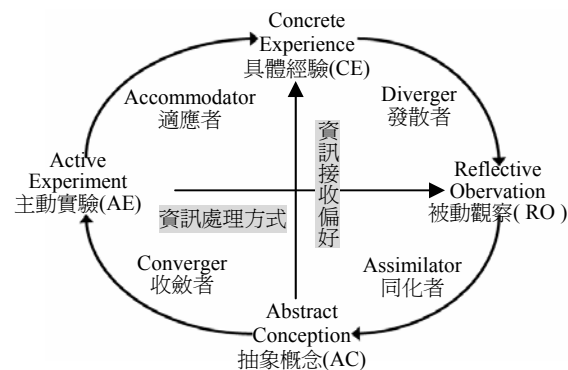 Concrete
Experience
具體經驗(CE)
Accommodator
適應者
Diverger
發散者
資訊接收偏好
Active
Experiment
主動實驗(AE)
Reflective
Obervation
被動觀察( RO )
資訊處理方式
Converger
收斂者
Assimilator
同化者
Abstract
Conception
抽象概念(AC)